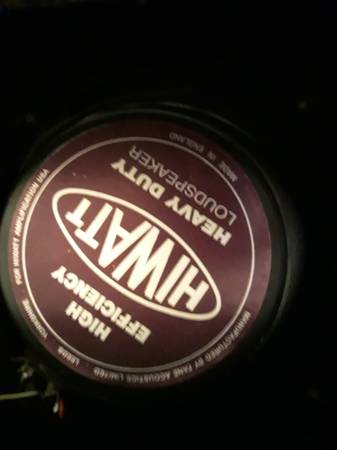 HIGH
EFFICIENCY
HIWATT
HEAVY DUTY
LOUDSPEAKER
MADE IN ENGLAND
MANUFACTURED BY FANE ACOUSTICS LIMITED
LEEDS
YORKSHIRE
FOR HIWATT AMPLIFICATION